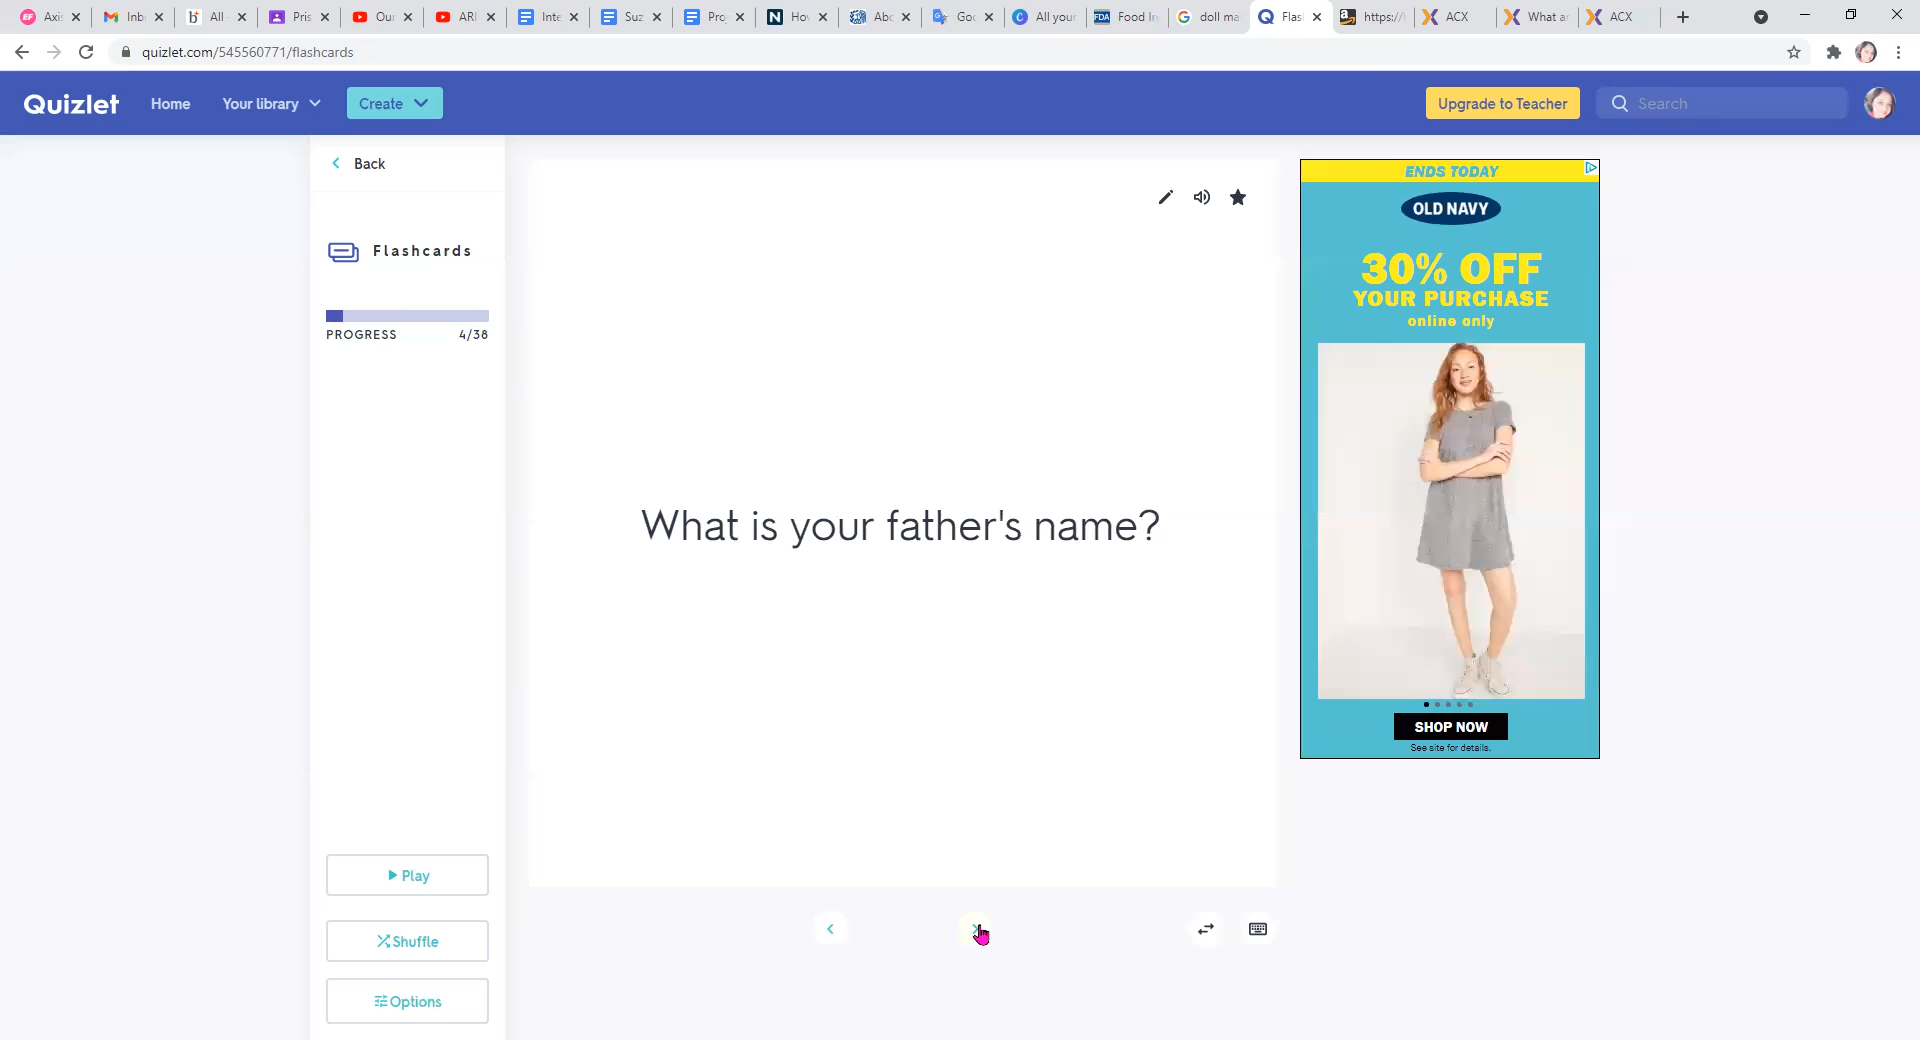 Axis
Inb
All
Pris
Our
ARI
Inte
Suz
Pro
Hov
Abc
Goo
All your
Food In
doll ma
Flas
https://
ACX
What ar
ACX
quizlet.com/545560771/flashcards
Quizlet
Home
Your library
Create
Upgrade to Teacher
Search
Back
Flashcards
PROGRESS 4/38
What is your father's name?
Play
Shuffle
Options
ENDS TODAY
OLD NAVY
30% OFF
YOUR PURCHASE
online only
SHOP NOW
See site for details.